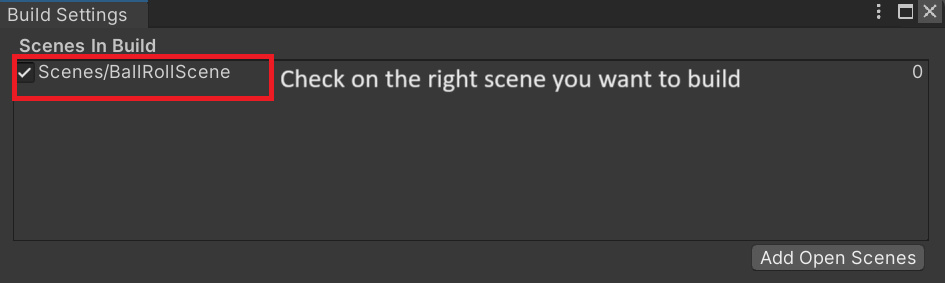 Build Settings
Scenes In Build
Scenes/BallRollScene
Check on the right scene you want to build
0
Add Open Scenes